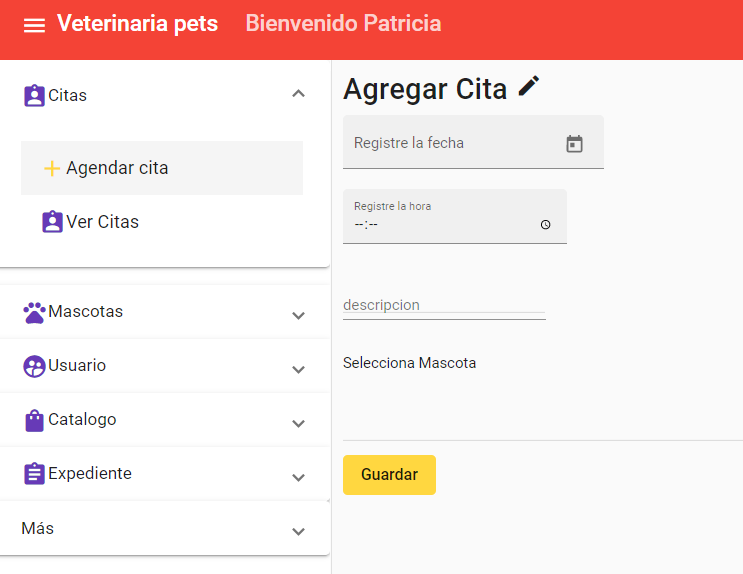 Veterinaria pets Bienvenido Patricia
Citas
Agendar cita
Ver Citas
Mascotas
Usuario
Catalogo
Expediente
Más
Agregar Cita
Registre la fecha
Registre la hora
--:--
descripcion
Selecciona Mascota
Guardar